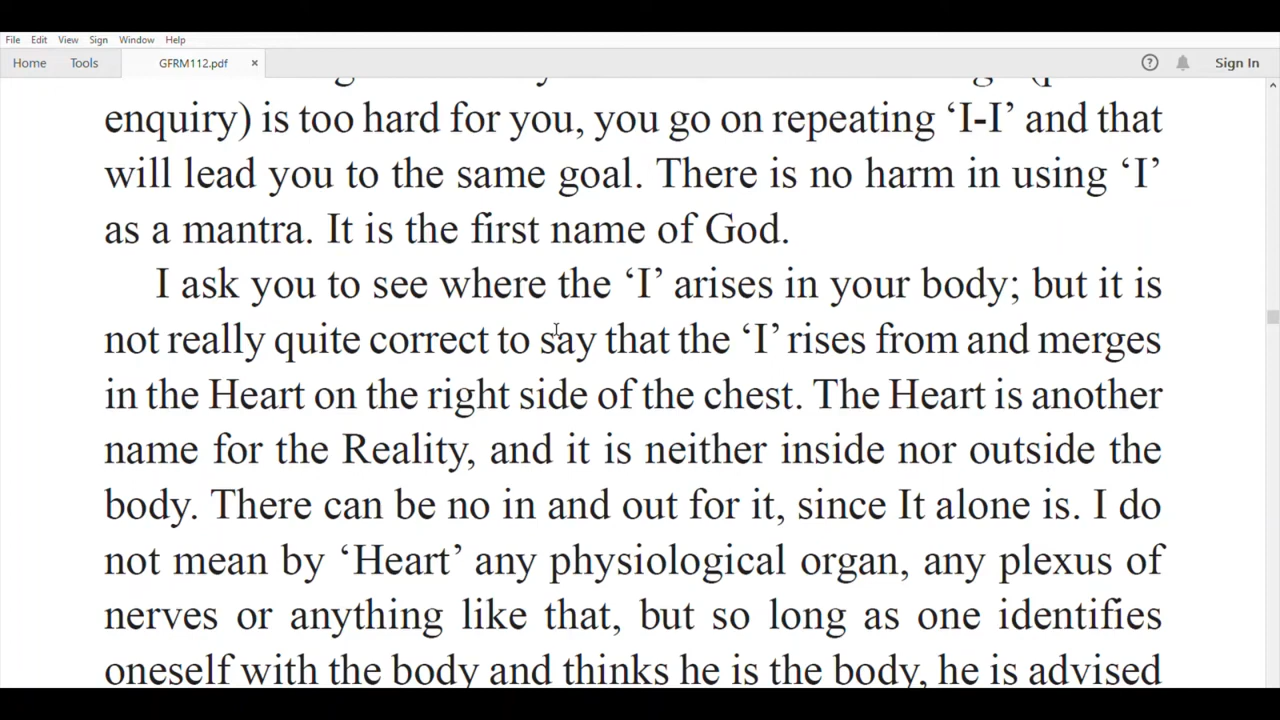 File Edit View Sign Window Help
Home Tools GFRM112.pdf × ? Sign In
enquiry) is too hard for you, you go on repeating ‘I-I’ and that
will lead you to the same goal. There is no harm in using ‘I’
as a mantra. It is the first name of God.
I ask you to see where the ‘I’ arises in your body; but it is
not really quite correct to say that the ‘I’ rises from and merges
in the Heart on the right side of the chest. The Heart is another
name for the Reality, and it is neither inside nor outside the
body. There can be no in and out for it, since It alone is. I do
not mean by ‘Heart’ any physiological organ, any plexus of
nerves or anything like that, but so long as one identifies
oneself with the body and thinks he is the body, he is advised